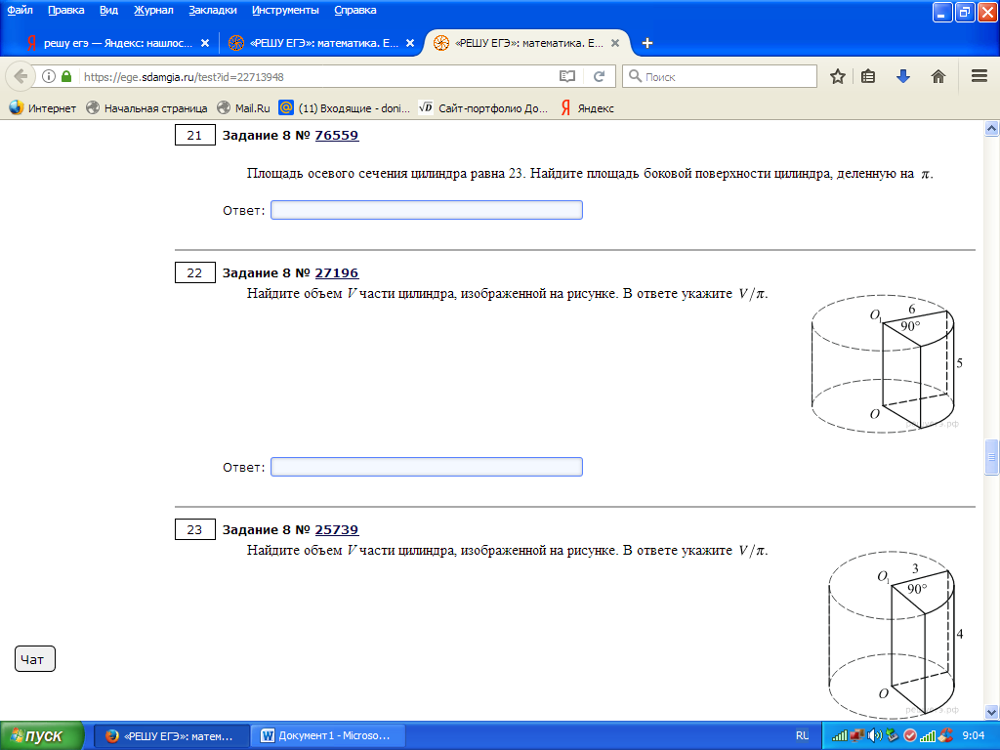 Файл Правка Вид Журнал Закладки Инструменты Справка
решу егэ — Яндекс: нашлос... «РЕШУ ЕГЭ»: математика. Е... «РЕШУ ЕГЭ»: математика. Е...
https://ege.sdamgia.ru/test?id=22713948 Поиск
Интернет Начальная страница Mail.Ru (11) Входящие - doni... Сайт-портфолио До... Яндекс
21 Задание 8 № 76559
Площадь осевого сечения цилиндра равна 23. Найдите площадь боковой поверхности цилиндра, деленную на π.
Ответ:
22 Задание 8 № 27196
Найдите объем V части цилиндра, изображенной на рисунке. В ответе укажите V/π.
O₁ 6
90°
5
O
Ответ:
23 Задание 8 № 25739
Найдите объем V части цилиндра, изображенной на рисунке. В ответе укажите V/π.
O₁ 3
90°
4
O
Чат
пуск «РЕШУ ЕГЭ»: матем... Документ1 - Microso... RU 9:04